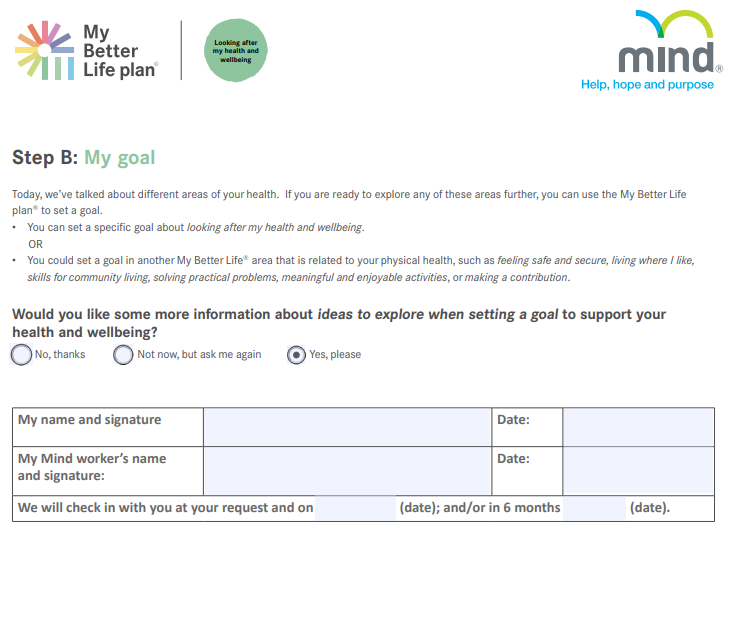 My
Better
Life plan©
Looking after
my health and
wellbeing
mind®
Help, hope and purpose
Step B: My goal
Today, we've talked about different areas of your health.  If you are ready to explore any of these areas further, you can use the My Better Life
plan® to set a goal.
• You can set a specific goal about looking after my health and wellbeing.
OR
• You could set a goal in another My Better Life® area that is related to your physical health, such as feeling safe and secure, living where I like,
skills for community living, solving practical problems, meaningful and enjoyable activities, or making a contribution.
Would you like some more information about ideas to explore when setting a goal to support your
health and wellbeing?
No, thanks Not now, but ask me again Yes, please
My name and signature Date:
My Mind worker's name
and signature: Date:
We will check in with you at your request and on (date); and/or in 6 months (date).